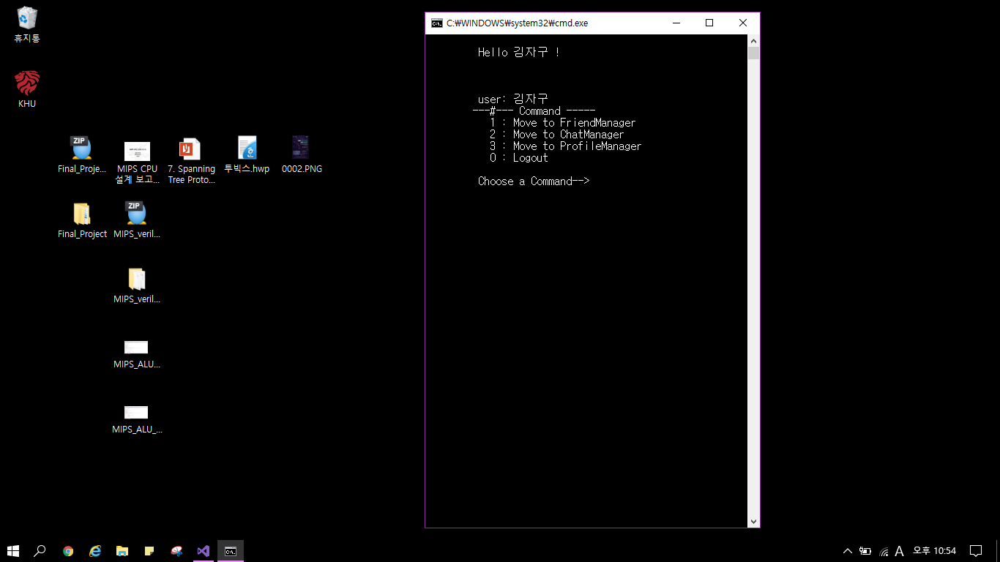 휴지통
KHU
Final_Proje...
MIPS CPU
설계 보고...
7. Spanning
Tree Proto...
투빅스.hwp
0002.PNG
ZIP
Final_Project
MIPS_veril...
ZIP
MIPS_veril...
MIPS_ALU...
MIPS_ALU_...
C:₩WINDOWS₩system32₩cmd.exe
Hello 김자구 !
user: 김자구
---#--- Command -----
1 : Move to FriendManager
2 : Move to ChatManager
3 : Move to ProfileManager
0 : Logout
Choose a Command-->
A
오후 10:54